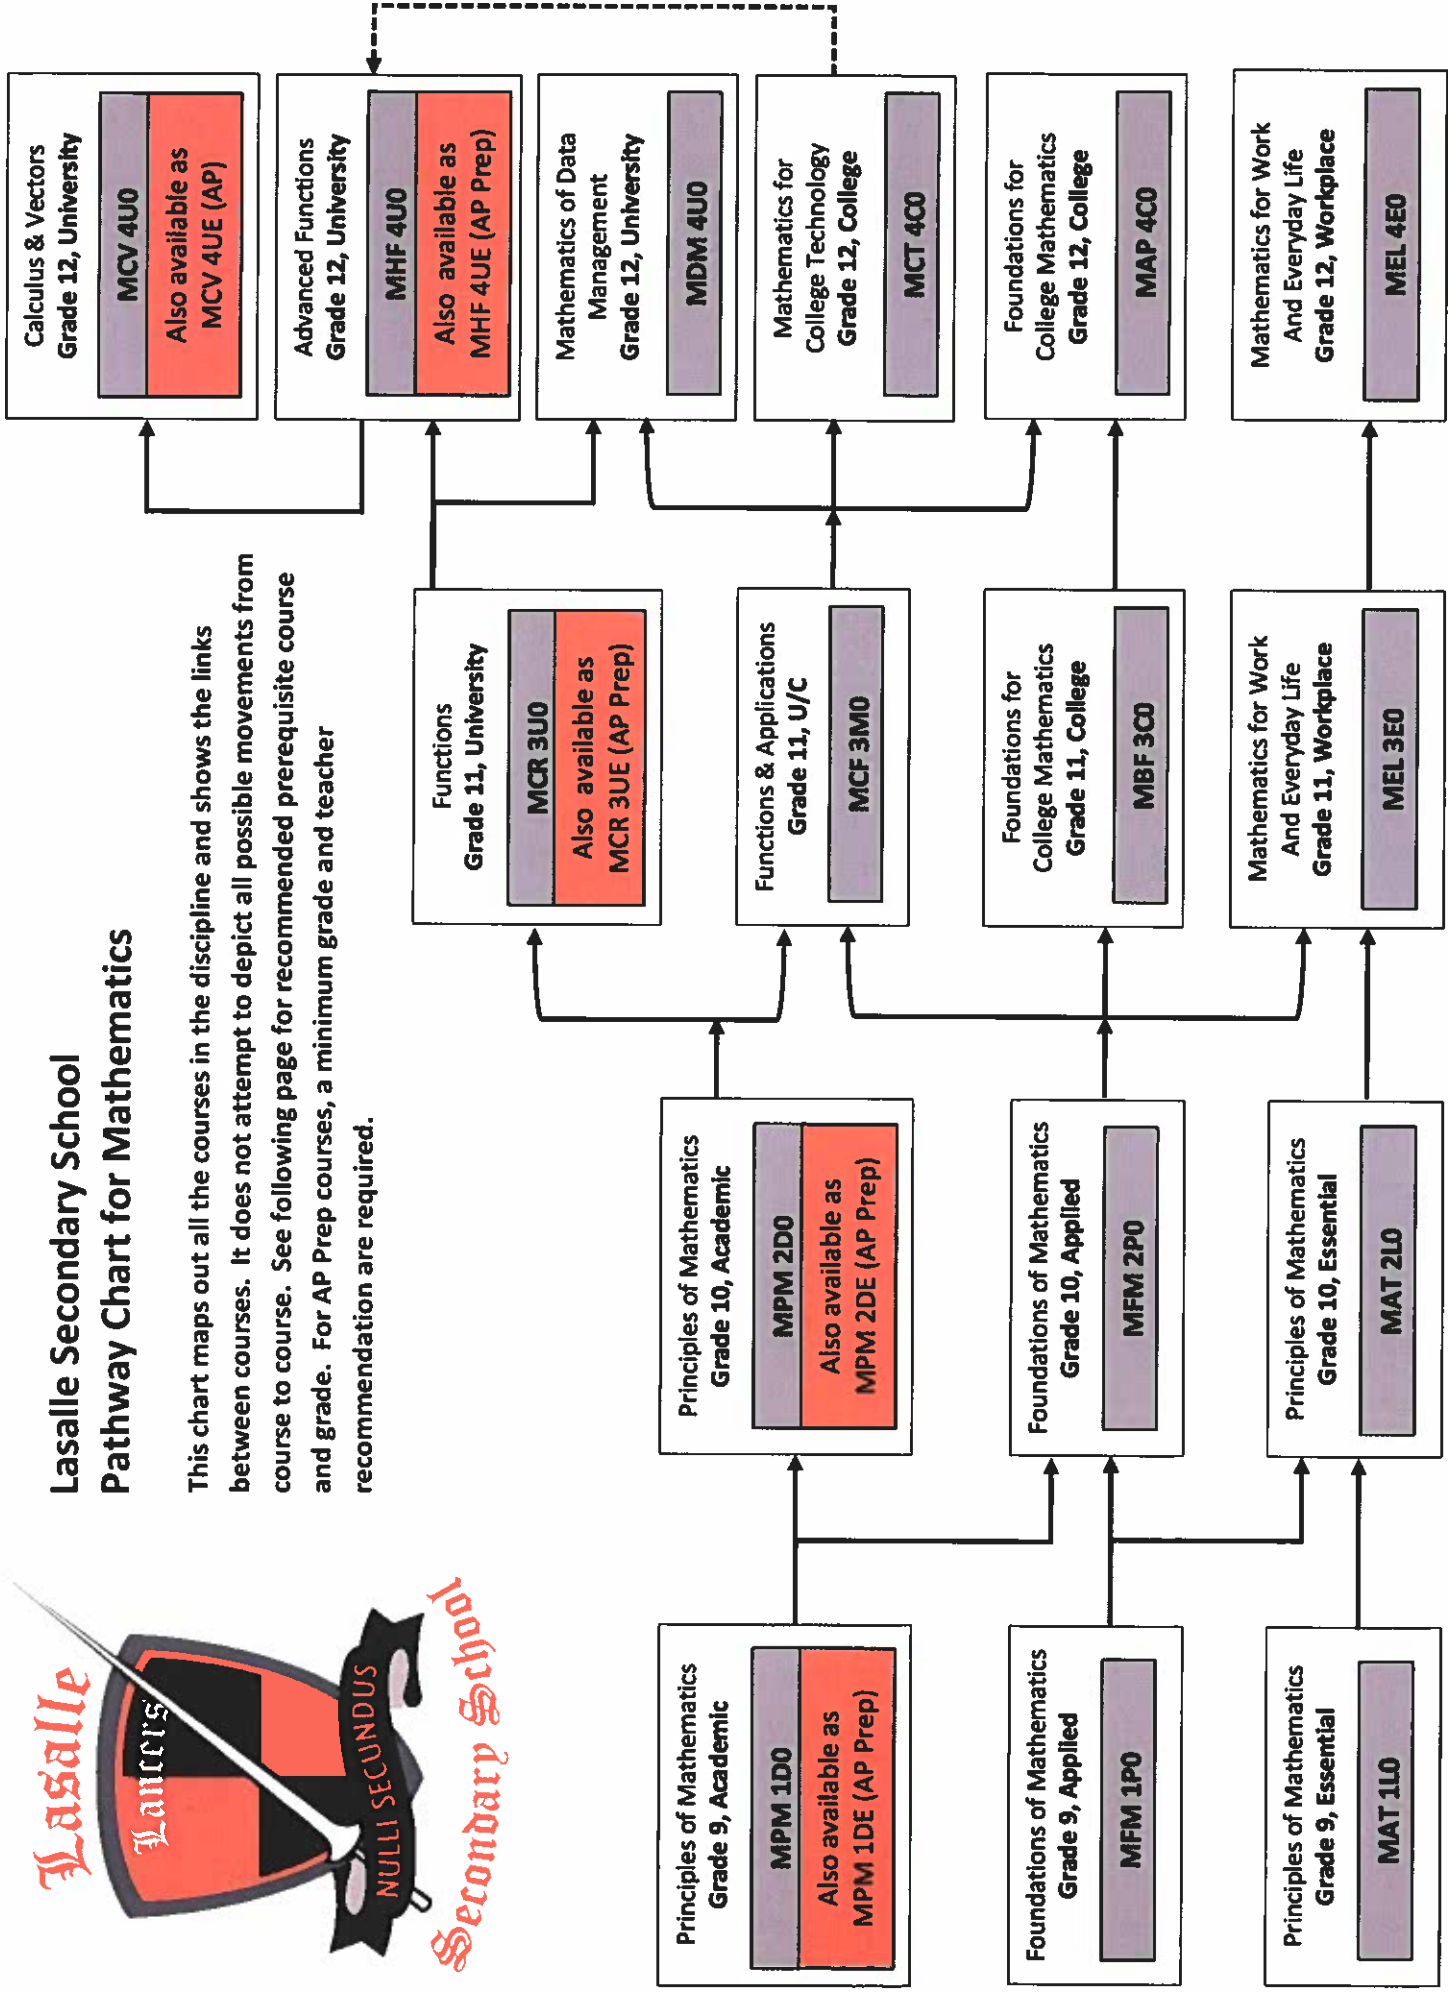 Lasalle
Lancers
NULLI SECUNDUS
Secondary School
Lasalle Secondary School
Pathway Chart for Mathematics
This chart maps out all the courses in the discipline and shows the links
between courses. It does not attempt to depict all possible movements from
course to course. See following page for recommended prerequisite course
and grade. For AP Prep courses, a minimum grade and teacher
recommendation are required.
Principles of Mathematics
Grade 9, Academic
MPM 1D0
Also available as
MPM 1DE (AP Prep)
Foundations of Mathematics
Grade 9, Applied
MFM 1P0
Principles of Mathematics
Grade 9, Essential
MAT 1L0
Principles of Mathematics
Grade 10, Academic
MPM 2D0
Also available as
MPM 2DE (AP Prep)
Foundations of Mathematics
Grade 10, Applied
MFM 2P0
Principles of Mathematics
Grade 10, Essential
MAT 2L0
Functions
Grade 11, University
MCR 3U0
Also available as
MCR 3UE (AP Prep)
Functions & Applications
Grade 11, U/C
MCF 3M0
Foundations for
College Mathematics
Grade 11, College
MBF 3C0
Mathematics for Work
And Everyday Life
Grade 11, Workplace
MEL 3E0
Calculus & Vectors
Grade 12, University
MCV 4U0
Also available as
MCV 4UE (AP)
Advanced Functions
Grade 12, University
MHF 4U0
Also available as
MHF 4UE (AP Prep)
Mathematics of Data
Management
Grade 12, University
MDM 4U0
Mathematics for
College Technology
Grade 12, College
MCT 4C0
Foundations for
College Mathematics
Grade 12, College
MAP 4C0
Mathematics for Work
And Everyday Life
Grade 12, Workplace
MEL 4E0